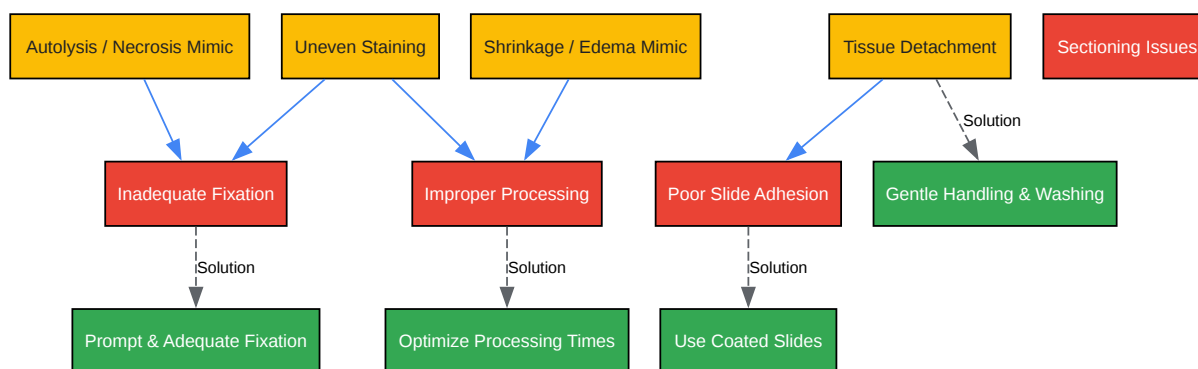 Autolysis / Necrosis Mimic
Uneven Staining
Shrinkage / Edema Mimic
Tissue Detachment
Sectioning Issues
Solution
Inadequate Fixation
Improper Processing
Poor Slide Adhesion
Gentle Handling & Washing
Solution
Solution
Solution
Prompt & Adequate Fixation
Optimize Processing Times
Use Coated Slides